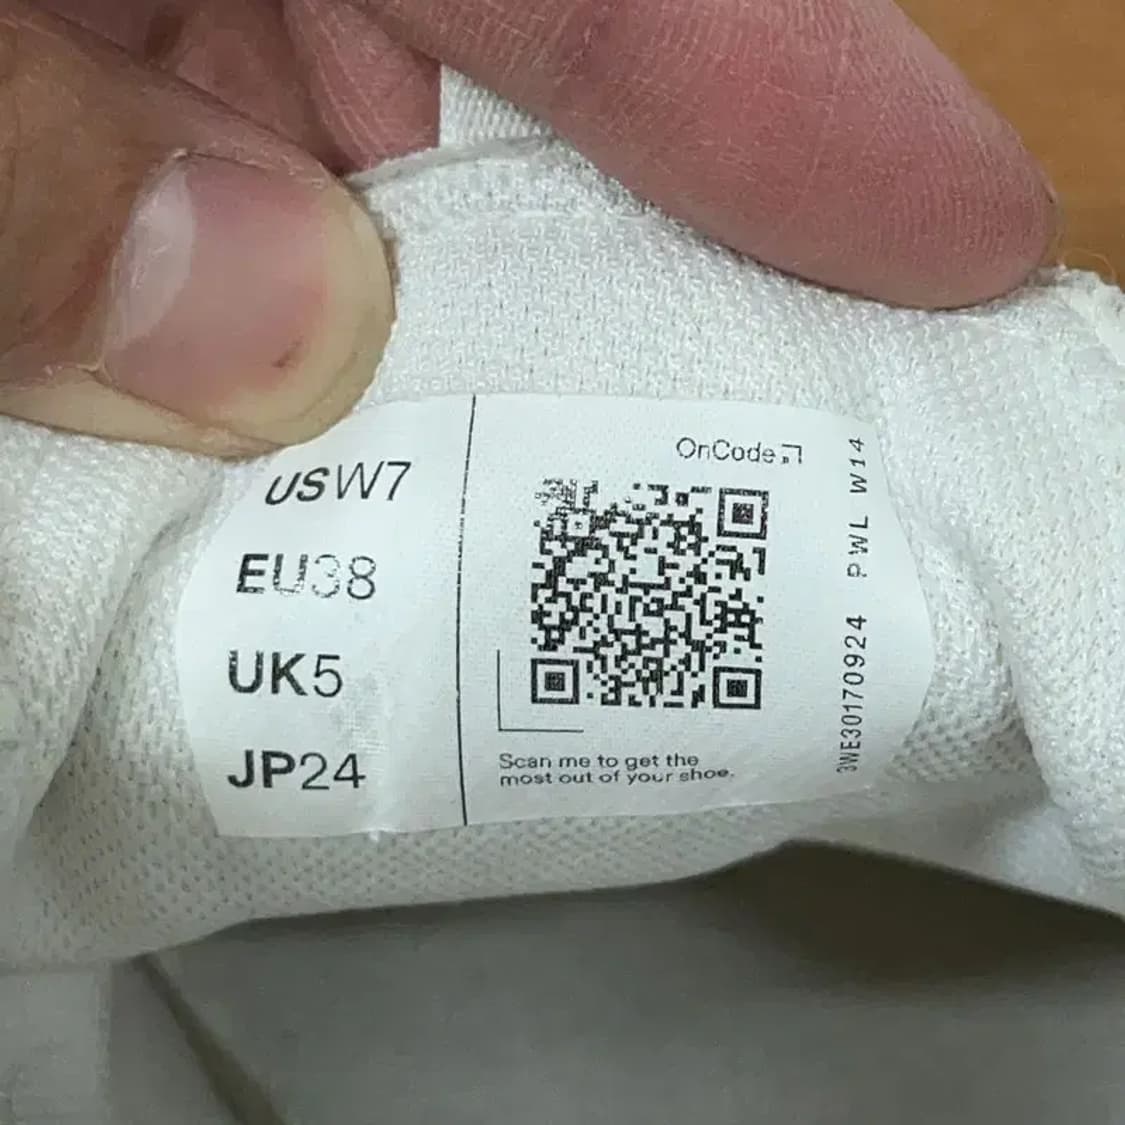 USW7
EU38
UK5
JP24
OnCode
Scan me to get the
most out of your shoe.
3WE30170924 PWL W14